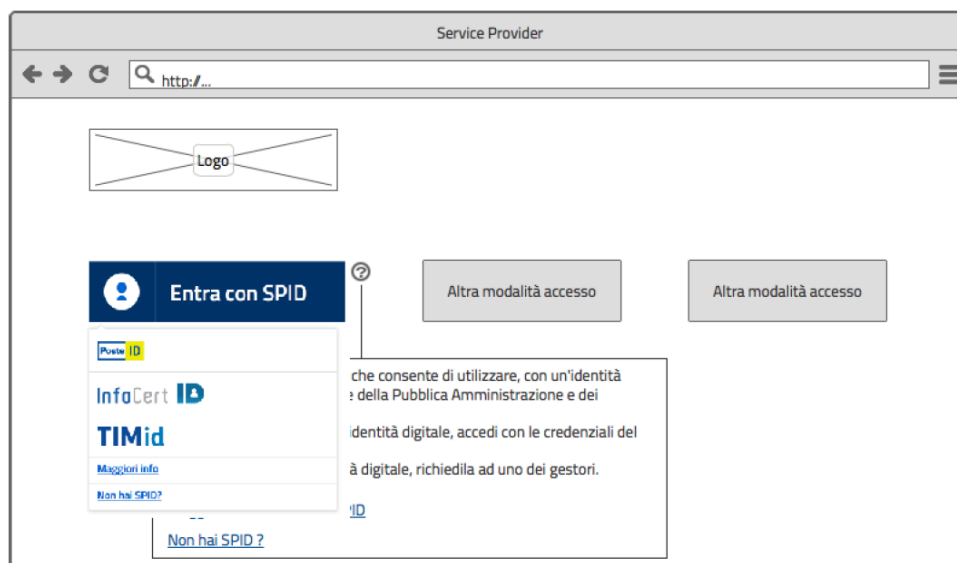 Service Provider
http://...
Logo
Entra con SPID
?
Altra modalità accesso
Altra modalità accesso
Poste ID
InfoCert ID
TIMid
Maggiori info
Non hai SPID?
che consente di utilizzare, con un'identità
e della Pubblica Amministrazione e dei
identità digitale, accedi con le credenziali del
à digitale, richiedila ad uno dei gestori.
PID
Non hai SPID ?